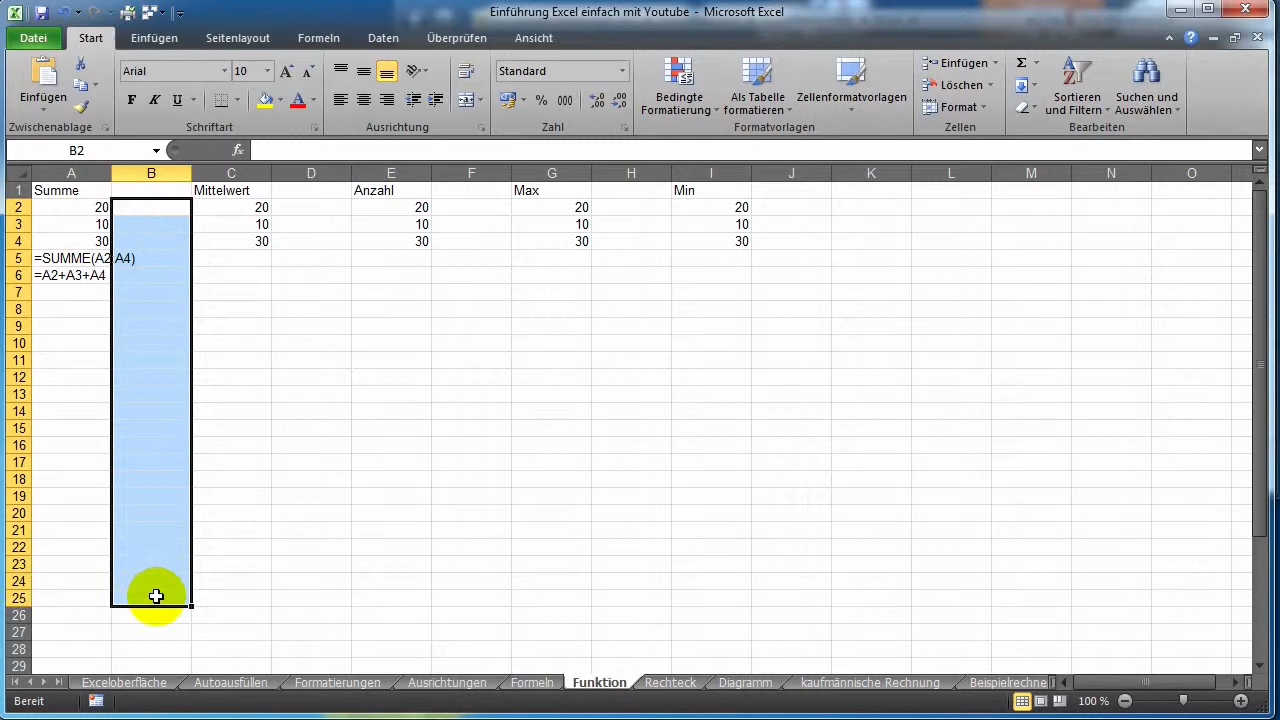 Einführung Excel einfach mit Youtube - Microsoft Excel
Datei Start Einfügen Seitenlayout Formeln Daten Überprüfen Ansicht
Einfügen
Zwischenablage
Arial 10
F K U
Schriftart
Ausrichtung
Standard
% 000
Zahl
Bedingte Formatierung
Als Tabelle formatieren
Zellenformatvorlagen
Formatvorlagen
Einfügen
Löschen
Format
Zellen
Σ
Sortieren und Filtern
Suchen und Auswählen
Bearbeiten
B2 fx
A B C D E F G H I J K L M N O
1 Summe Mittelwert Anzahl Max Min
2 20 20 20 20 20
3 10 10 10 10 10
4 30 30 30 30 30
5 =SUMME(A2:A4)
6 =A2+A3+A4
7
8
9
10
11
12
13
14
15
16
17
18
19
20
21
22
23
24
25
26
27
28
29
Exceloberfläche Autoausfüllen Formatierungen Ausrichtungen Formeln Funktion Rechteck Diagramm kaufmännische Rechnung Beispielrechne
Bereit 100 %